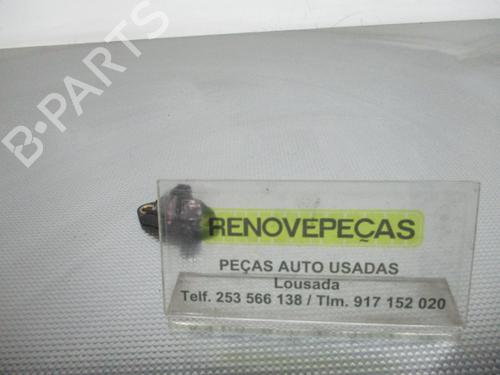 B-PARTS
RENOVEPEÇAS
PEÇAS AUTO USADAS
Lousada
Telf. 253 566 138 / Tlm. 917 152 020